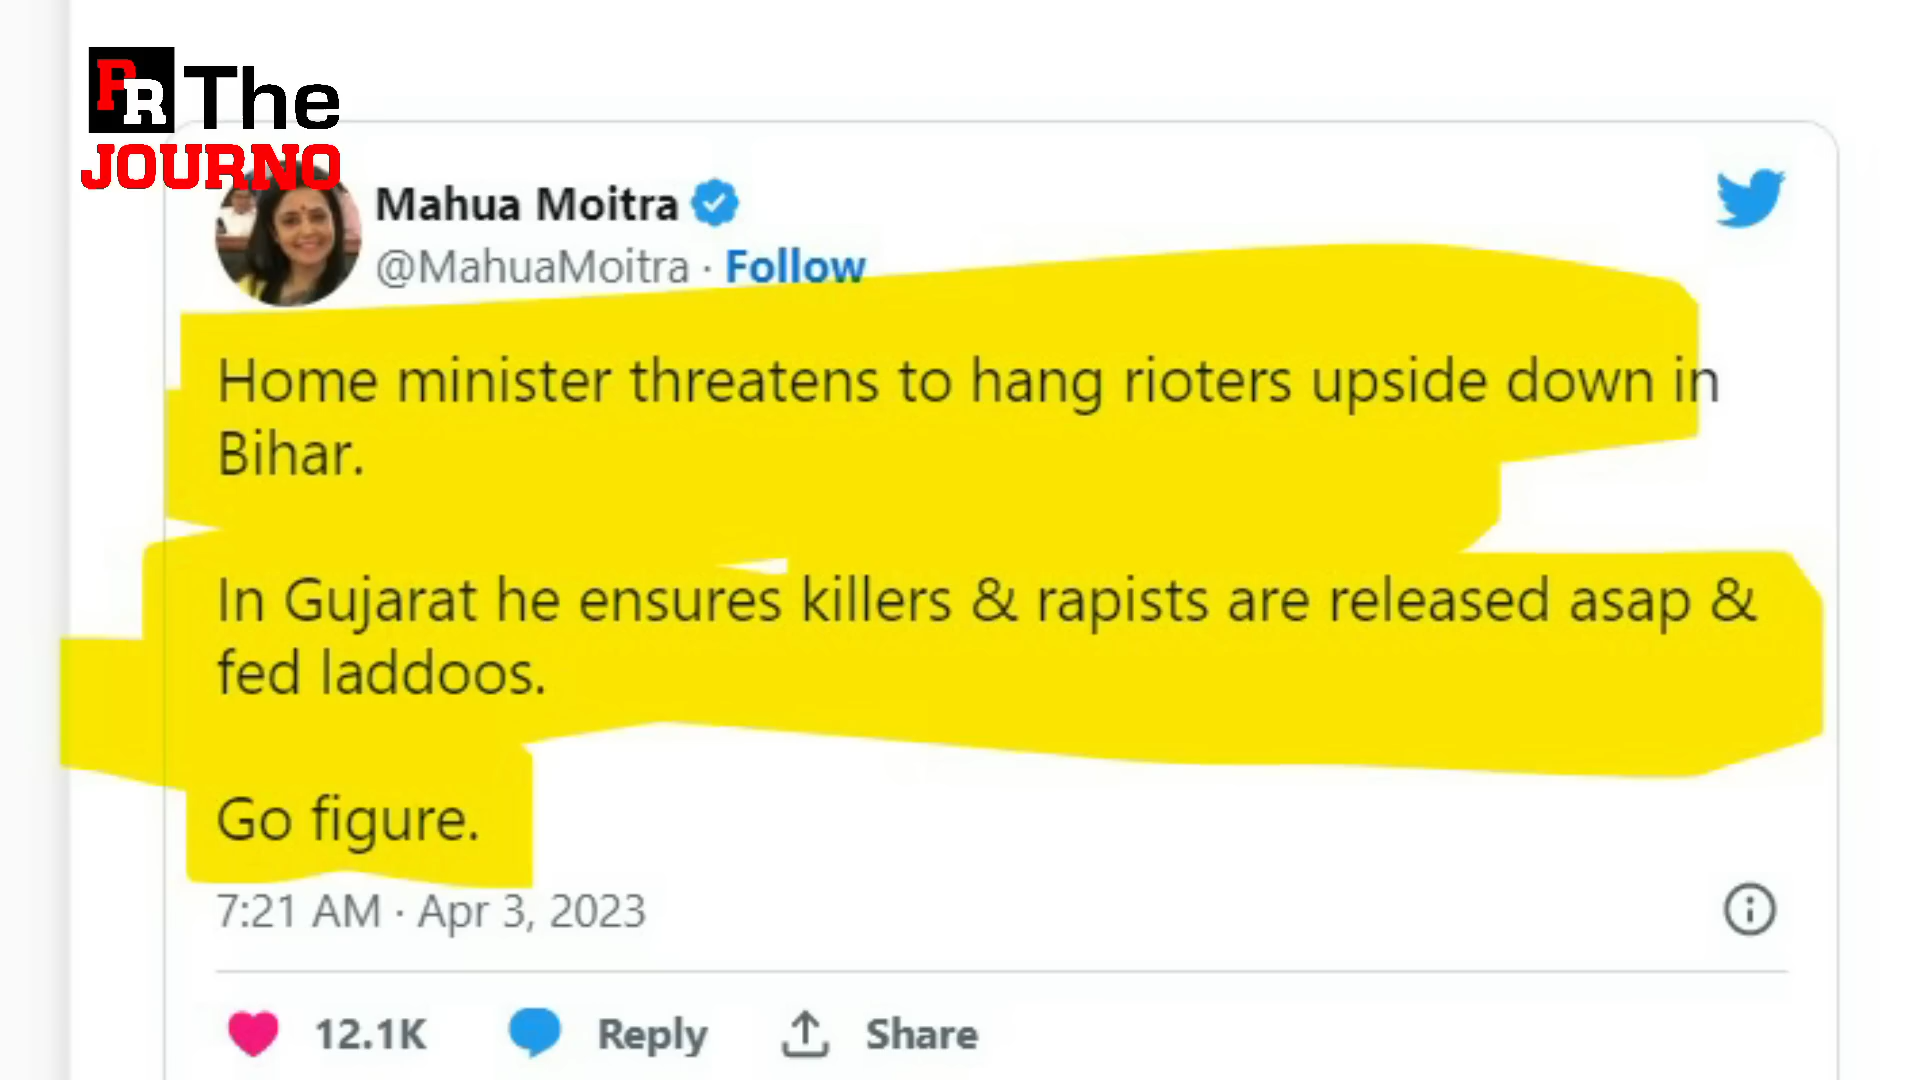 PR The
JOURNO
Mahua Moitra
@MahuaMoitra · Follow
Home minister threatens to hang rioters upside down in
Bihar.
In Gujarat he ensures killers & rapists are released asap &
fed laddoos.
Go figure.
7:21 AM · Apr 3, 2023
12.1K Reply Share